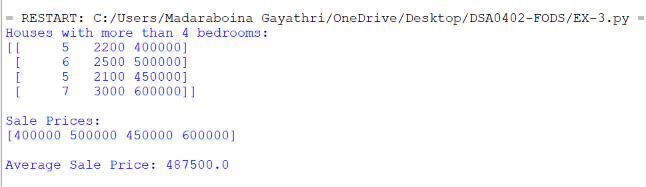 = RESTART: C:/Users/Madaraboina Gayathri/OneDrive/Desktop/DSA0402-FODS/EX-3.py =
Houses with more than 4 bedrooms:
[[     5   2200 400000]
 [     6   2500 500000]
 [     5   2100 450000]
 [     7   3000 600000]]

Sale Prices:
[400000 500000 450000 600000]

Average Sale Price: 487500.0